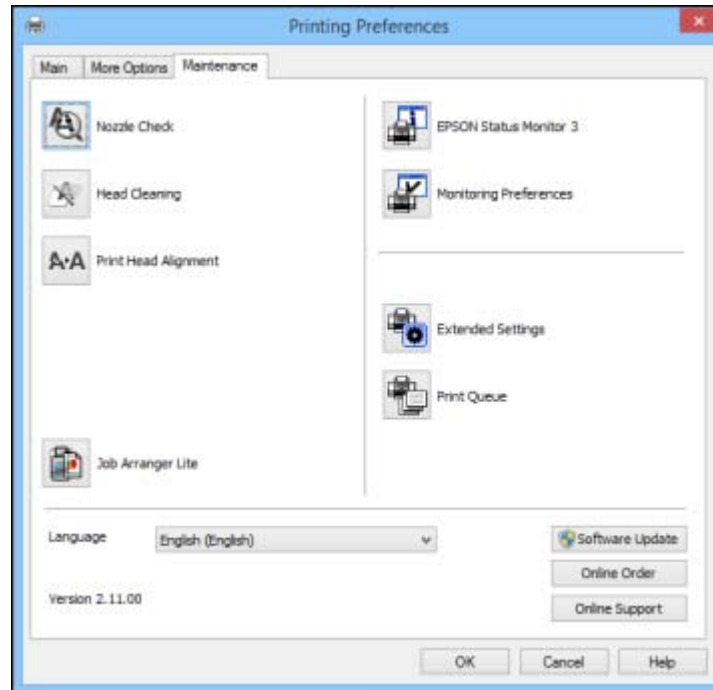 Printing Preferences
Main
More Options
Maintenance
Nozzle Check
EPSON Status Monitor 3
Head Cleaning
Monitoring Preferences
Print Head Alignment
Extended Settings
Print Queue
Job Arranger Lite
Language
English (English)
Software Update
Online Order
Version 2.11.00
Online Support
OK
Cancel
Help